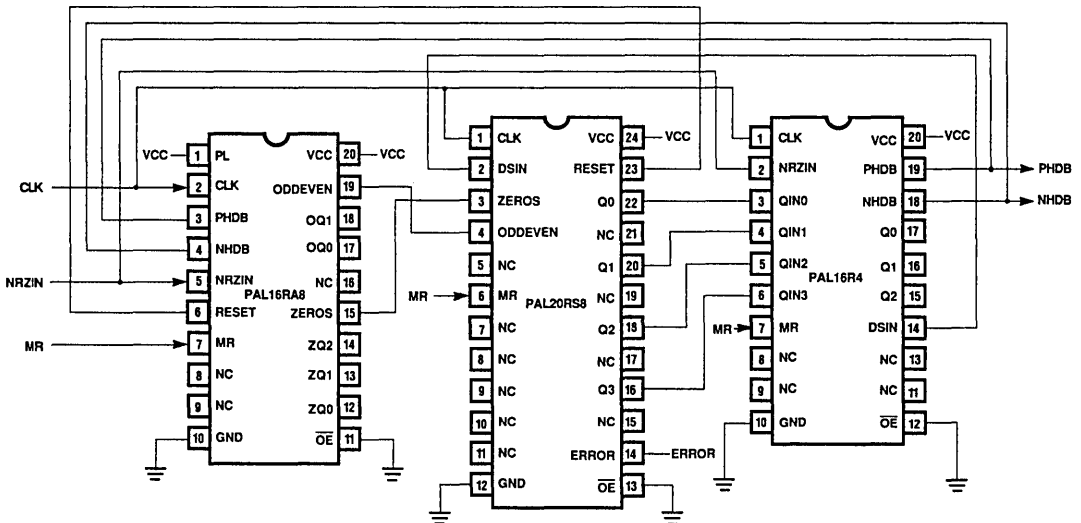 CLK
NRZIN
MR
VCC
1 PL
2 CLK
3 PHDB
4 NHDB
5 NRZIN
6 RESET
7 MR
8 NC
9 NC
10 GND
PAL16RA8
VCC 20 VCC
ODDEVEN 19
OQ1 18
OQ0 17
NC 16
ZEROS 15
ZQ2 14
ZQ1 13
ZQ0 12
OE 11
1 CLK
2 DSIN
3 ZEROS
4 ODDEVEN
5 NC
MR 6 MR
7 NC
8 NC
9 NC
10 NC
11 NC
12 GND
PAL20RS8
VCC 24 VCC
RESET 23
Q0 22
NC 21
Q1 20
NC 19
Q2 18
NC 17
Q3 16
NC 15
ERROR 14 ERROR
OE 13
1 CLK
2 NRZIN
3 QIN0
4 QIN1
5 QIN2
6 QIN3
MR 7 MR
8 NC
9 NC
10 GND
PAL16R4
VCC 20 VCC
PHDB 19 PHDB
NHDB 18 NHDB
Q0 17
Q1 16
Q2 15
DSIN 14
NC 13
NC 11
OE 12